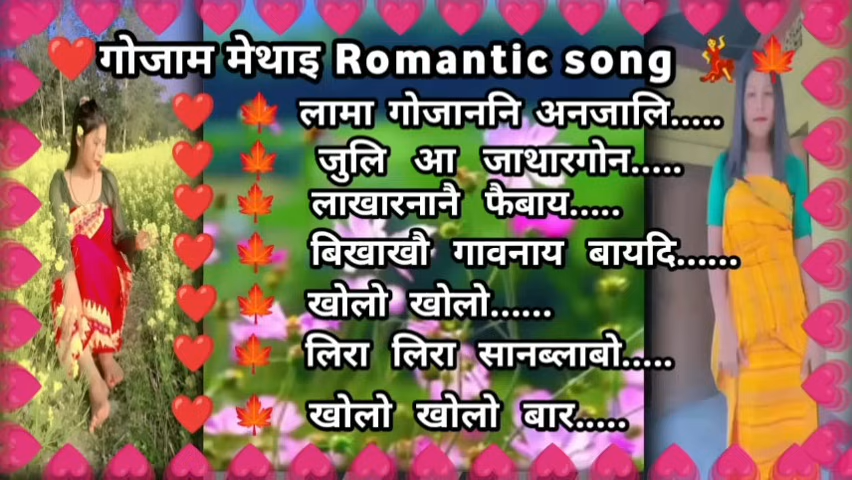 गोजाम मेथाइ Romantic song
लामा गोजाननि अनजालि.....
जुलि आ जाथारगोन.....
लाखारनानै फैबाय.....
बिखाखौ गावनाय बायदि......
खोलो खोलो......
लिरा लिरा सानब्लाबो.....
खोलो खोलो बार.....